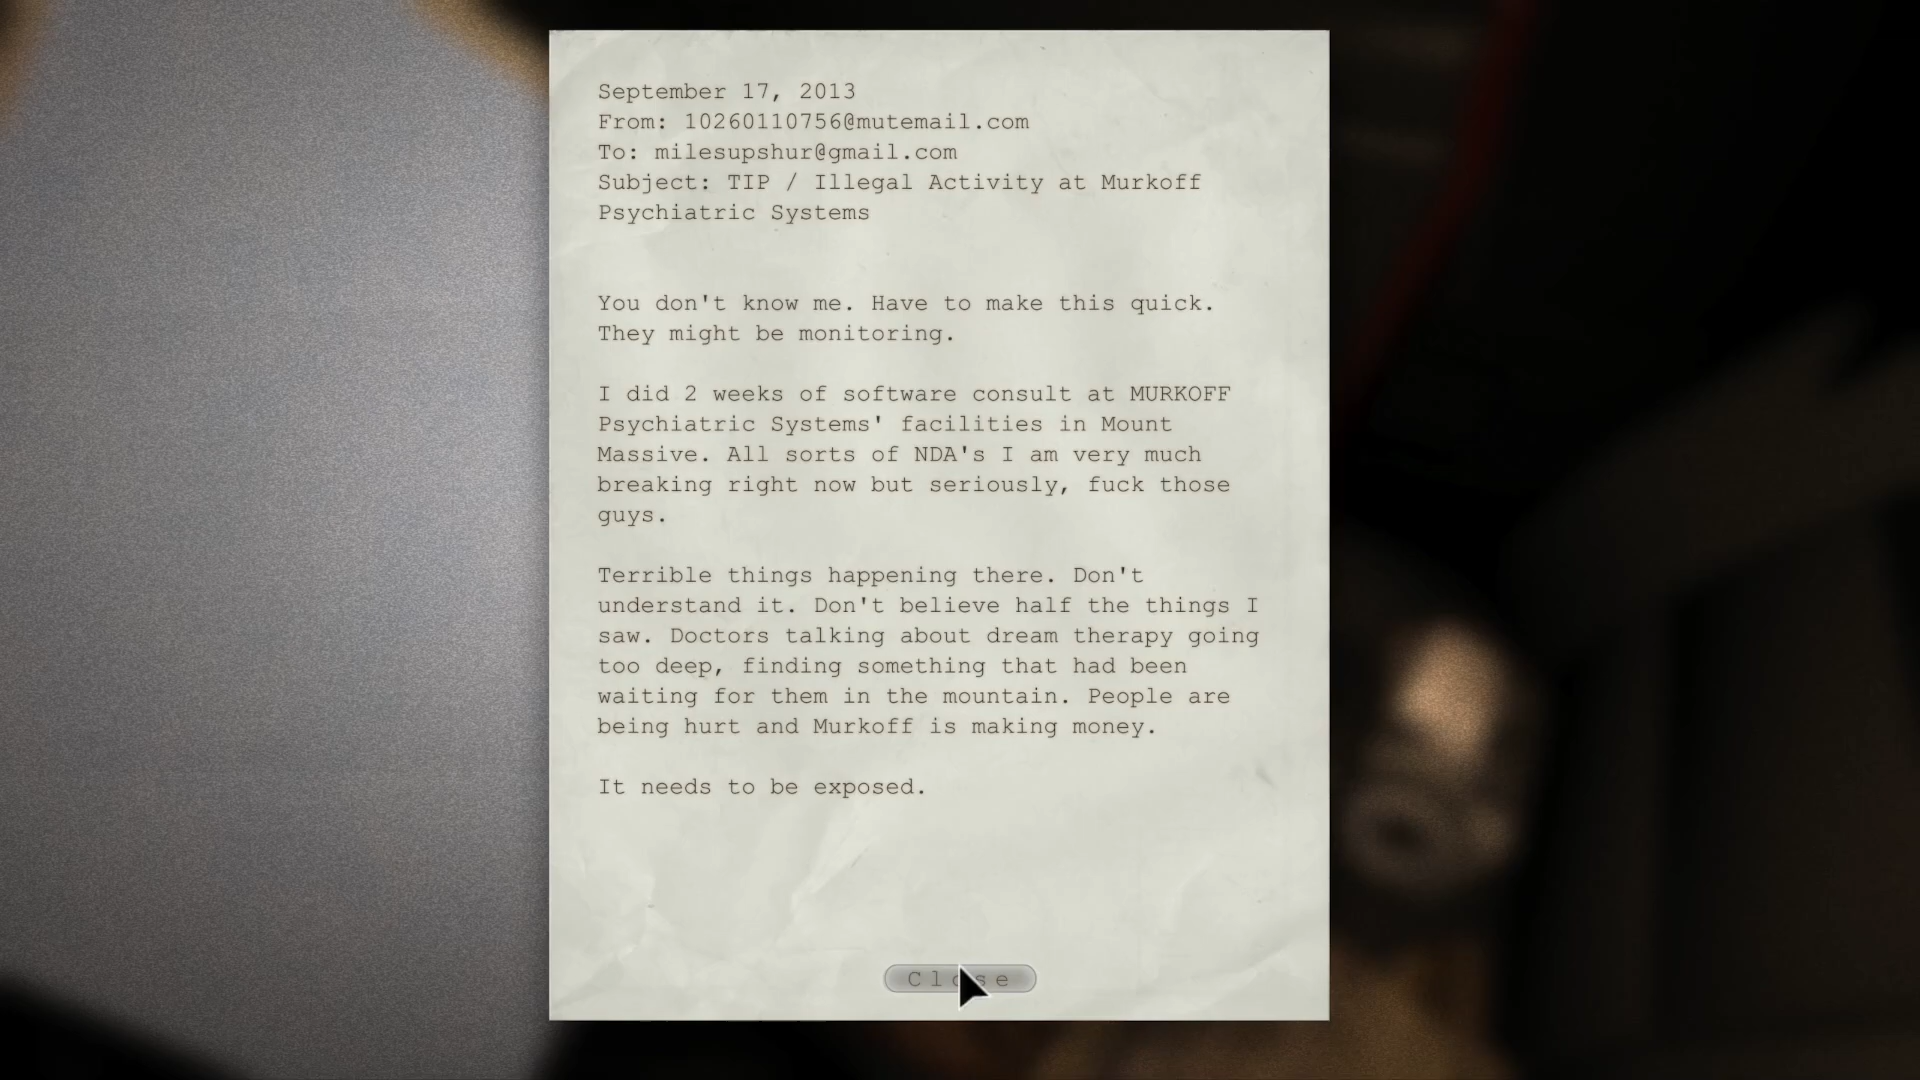 September 17, 2013
From: 10260110756@mutemail.com
To: milesupshur@gmail.com
Subject: TIP / Illegal Activity at Murkoff
Psychiatric Systems
You don't know me. Have to make this quick.
They might be monitoring.
I did 2 weeks of software consult at MURKOFF
Psychiatric Systems' facilities in Mount
Massive. All sorts of NDA's I am very much
breaking right now but seriously, fuck those
guys.
Terrible things happening there. Don't
understand it. Don't believe half the things I
saw. Doctors talking about dream therapy going
too deep, finding something that had been
waiting for them in the mountain. People are
being hurt and Murkoff is making money.
It needs to be exposed.
Close